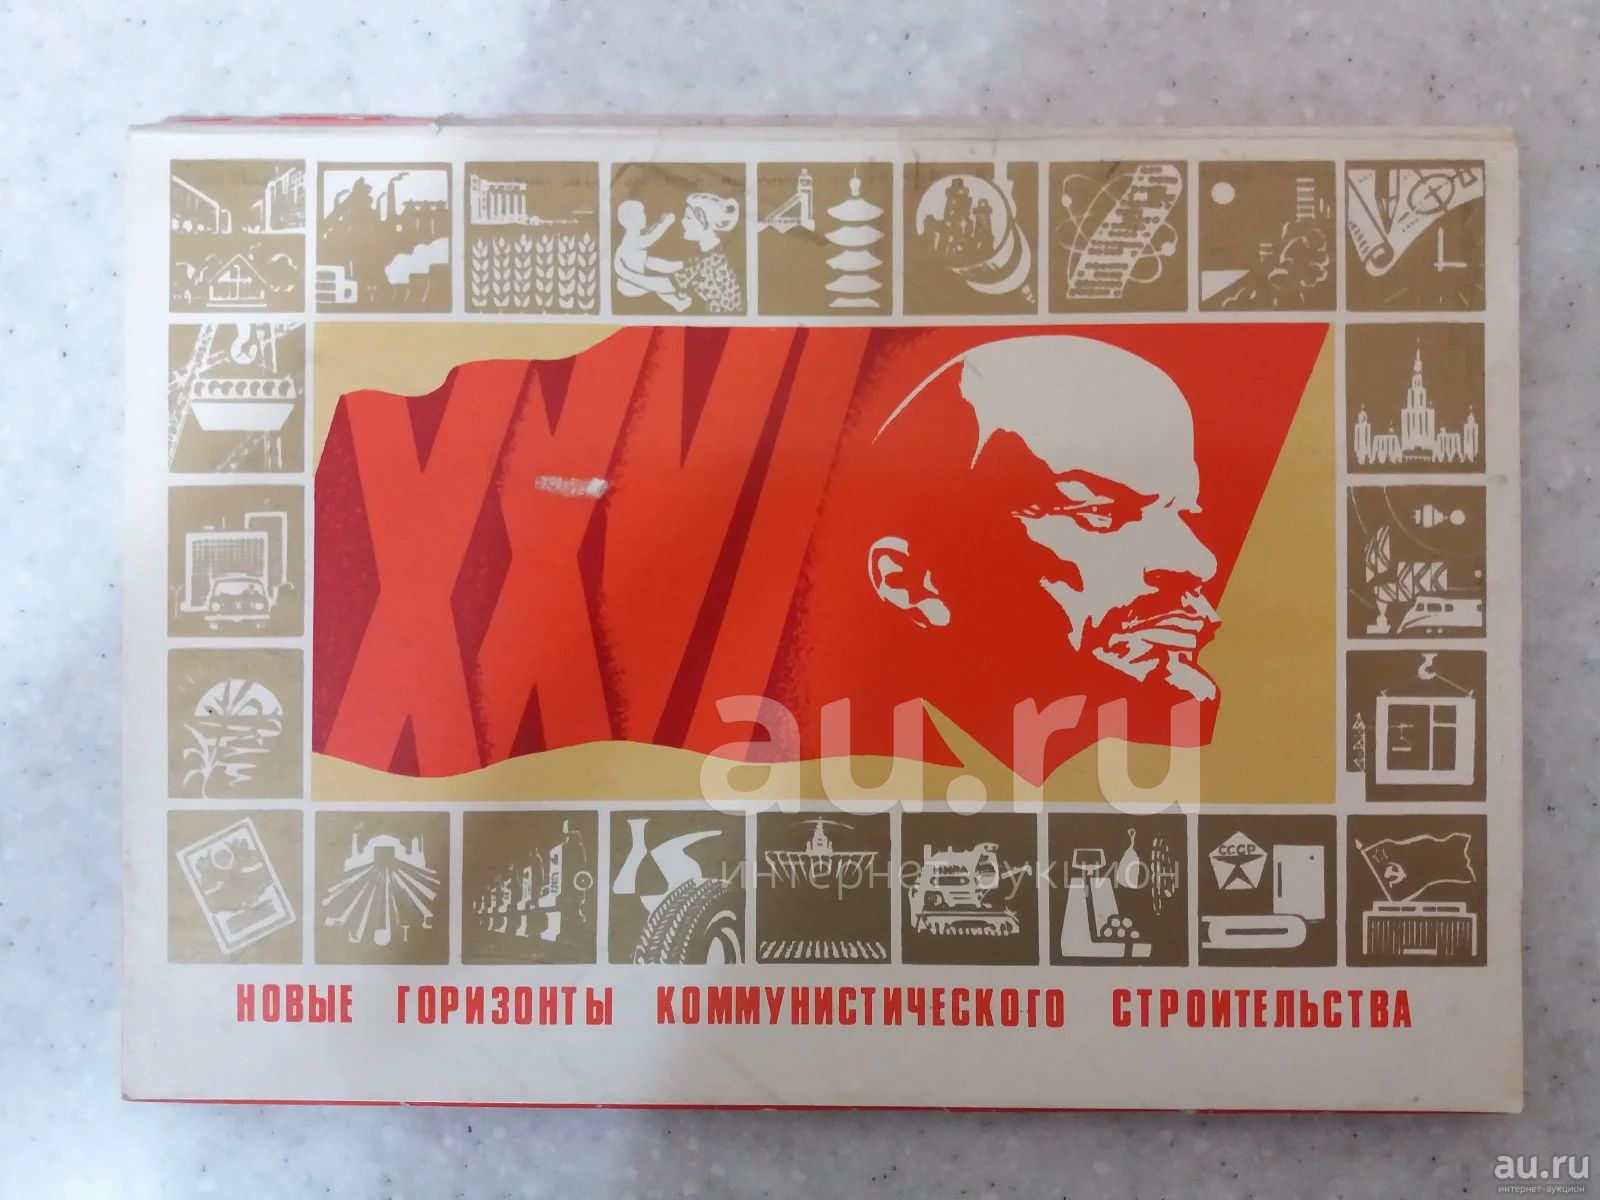 XXVI
СССР
НОВЫЕ ГОРИЗОНТЫ КОММУНИСТИЧЕСКОГО СТРОИТЕЛЬСТВА
au.ru
интернет-аукцион
au.ru
интернет-аукцион